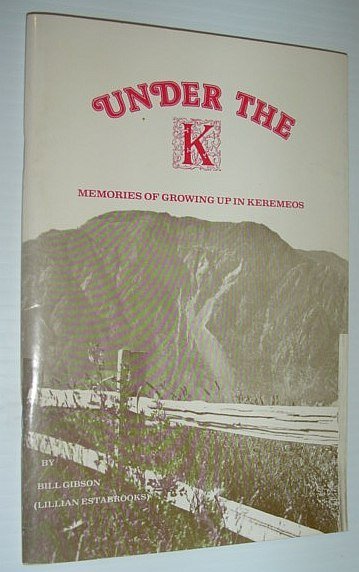 UNDER THE
K
MEMORIES OF GROWING UP IN KEREMEOS
BY
BILL GIBSON
(LILLIAN ESTABROOKS)